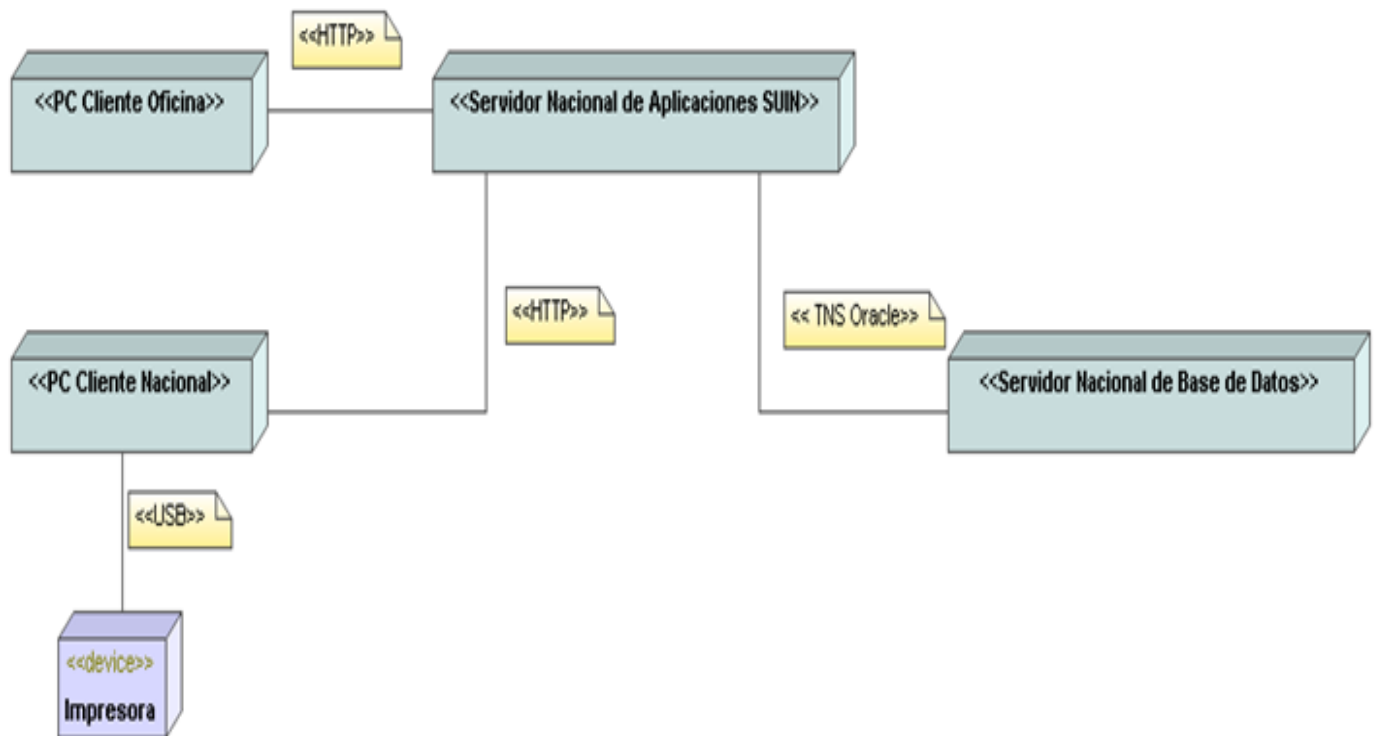 <<HTTP>>
<<PC Cliente Oficina>>
<<Servidor Nacional de Aplicaciones SUIN>>
<<HTTP>>
<< TNS Oracle>>
<<PC Cliente Nacional>>
<<Servidor Nacional de Base de Datos>>
<<USB>>
<<device>>
Impresora